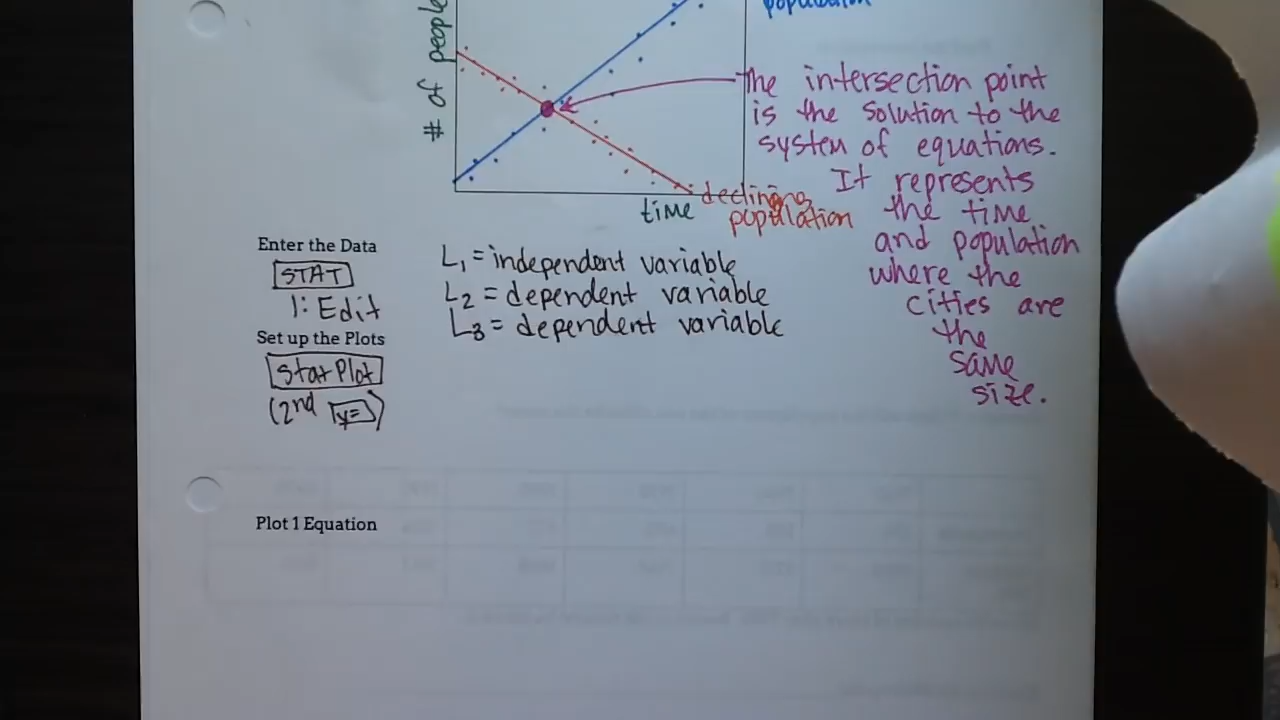 population
# of people
The intersection point
is the solution to the
system of equations.
It represents
the time
and population
where the
cities are
the
same
size.
time
declining
population
Enter the Data
STAT
1: Edit
L1 = independent variable
L2 = dependent variable
L3 = dependent variable
Set up the Plots
Stat Plot
(2nd y=)
Plot 1 Equation